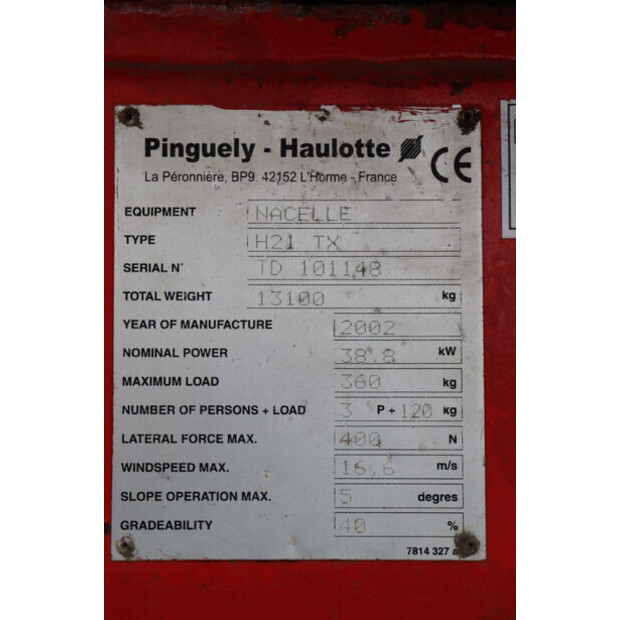 Pinguely - Haulotte CE
La Péronnière, BP9. 42152 L'Horme - France
EQUIPMENT NACELLE
TYPE H21 TX
SERIAL N° TD 101148
TOTAL WEIGHT 13100 kg
YEAR OF MANUFACTURE 2002
NOMINAL POWER 38.8 kW
MAXIMUM LOAD 360 kg
NUMBER OF PERSONS + LOAD 3 P + 120 kg
LATERAL FORCE MAX. 400 N
WINDSPEED MAX. 16,6 m/s
SLOPE OPERATION MAX. 5 degres
GRADEABILITY 40 %
7814 327